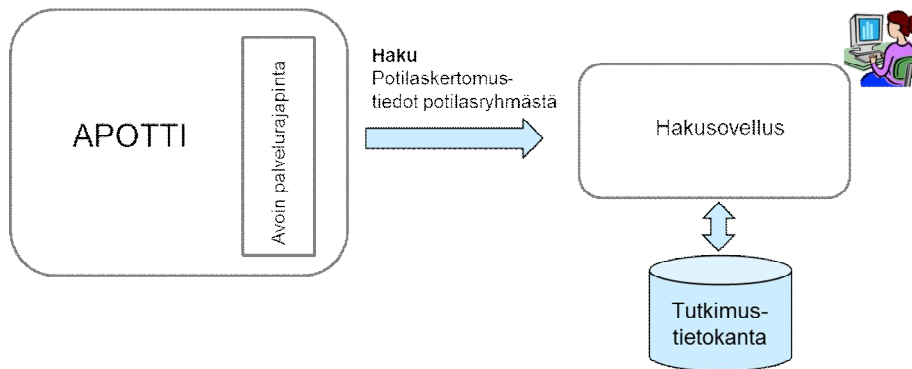 APOTTI
Avoin palvelurajapinta
Haku
Potilaskertomus-
tiedot potilasryhmästä
Hakusovellus
Tutkimus-
tietokanta